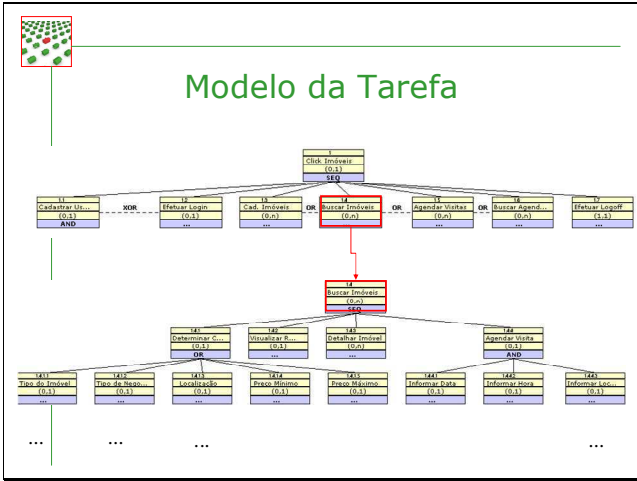 Modelo da Tarefa
1
Click Imóveis
(0,1)
SEQ
1.1
Cadastrar Us...
(0,1)
AND
XOR
1.2
Efetuar Login
(0,1)
...
1.3
Cad. Imóveis
(0,n)
...
OR
1.4
Buscar Imóveis
(0,n)
...
OR
1.5
Agendar Visitas
(0,n)
...
OR
1.6
Buscar Agend...
(0,n)
...
1.7
Efetuar Logoff
(1,1)
...
1.4
Buscar Imóveis
(0,n)
SEQ
1.4.1
Determinar C...
(0,1)
OR
1.4.2
Visualizar R...
(0,1)
...
1.4.3
Detalhar Imóvel
(0,n)
...
1.4.4
Agendar Visita
(0,1)
AND
1.4.1.1
Tipo do Imóvel
(0,1)
...
1.4.1.2
Tipo de Nego...
(0,1)
...
1.4.1.3
Localização
(0,1)
...
1.4.1.4
Preço Mínimo
(0,1)
...
1.4.1.5
Preço Máximo
(0,1)
...
1.4.4.1
Informar Data
(0,1)
...
1.4.4.2
Informar Hora
(0,1)
...
1.4.4.3
Informar Loc...
(0,1)
...
...
...
...
...